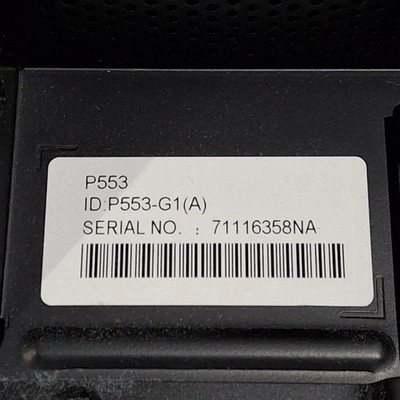 P553
ID:P553-G1(A)
SERIAL NO. : 71116358NA